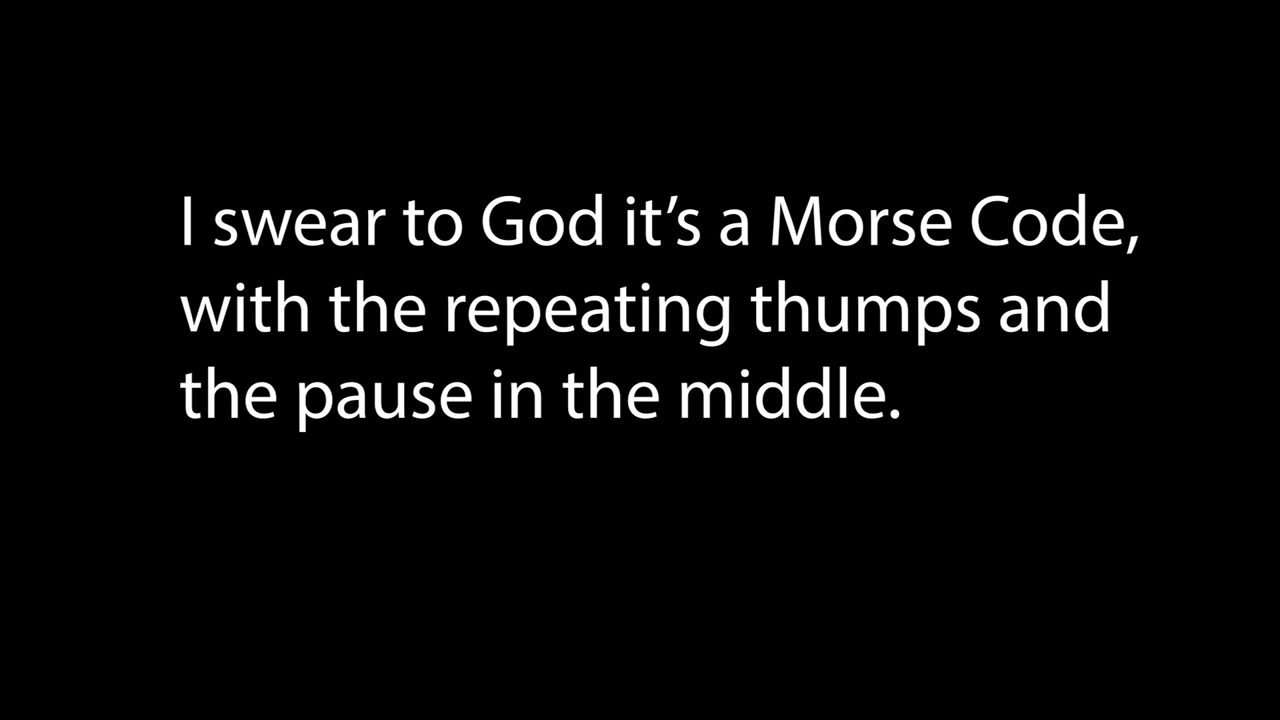 I swear to God it’s a Morse Code,
with the repeating thumps and
the pause in the middle.